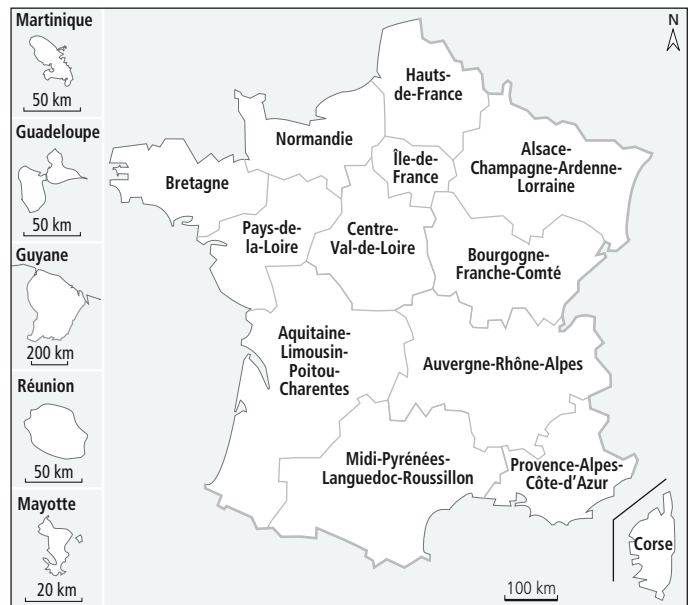 Martinique
50 km
Guadeloupe
50 km
Guyane
200 km
Réunion
50 km
Mayotte
20 km
N
Hauts-
de-France
Normandie
Île-de-
France
Alsace-
Champagne-Ardenne-
Lorraine
Bretagne
Pays-de-
la-Loire
Centre-
Val-de-Loire
Bourgogne-
Franche-Comté
Aquitaine-
Limousin-
Poitou-
Charentes
Auvergne-Rhône-Alpes
Midi-Pyrénées-
Languedoc-Roussillon
Provence-Alpes-
Côte-d’Azur
Corse
100 km